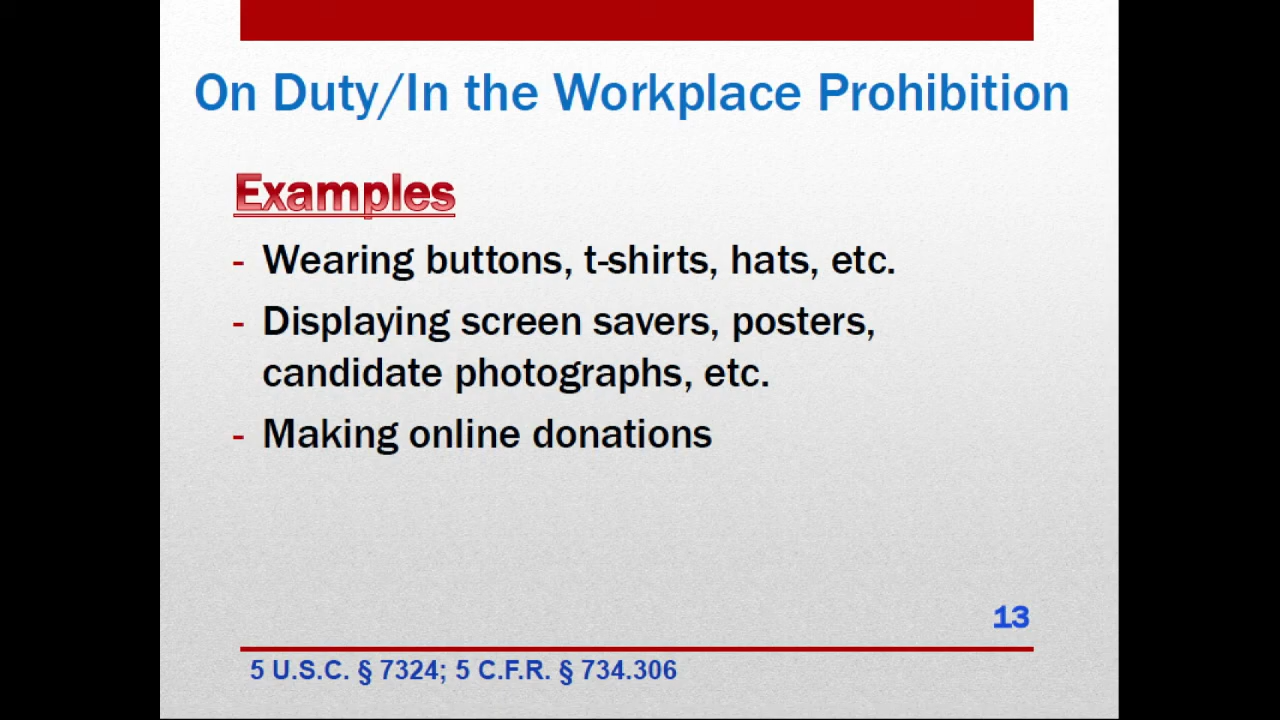 On Duty/In the Workplace Prohibition
Examples
- Wearing buttons, t-shirts, hats, etc.
- Displaying screen savers, posters,
candidate photographs, etc.
- Making online donations
13
5 U.S.C. § 7324; 5 C.F.R. § 734.306